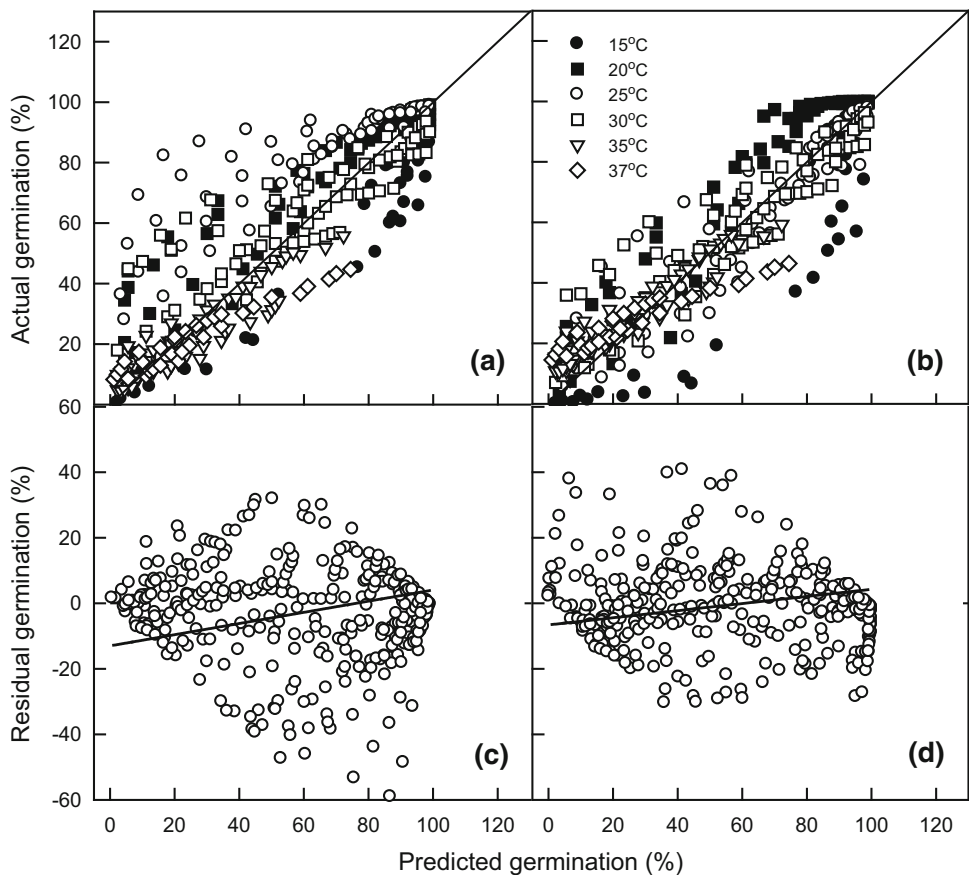 120
100
80
60
40
20
Actual germination (%)
(a)
15°C
20°C
25°C
30°C
35°C
37°C
(b)
60
40
20
0
-20
-40
-60
Residual germination (%)
(c)
(d)
0 20 40 60 80 100 120
0 20 40 60 80 100 120
Predicted germination (%)